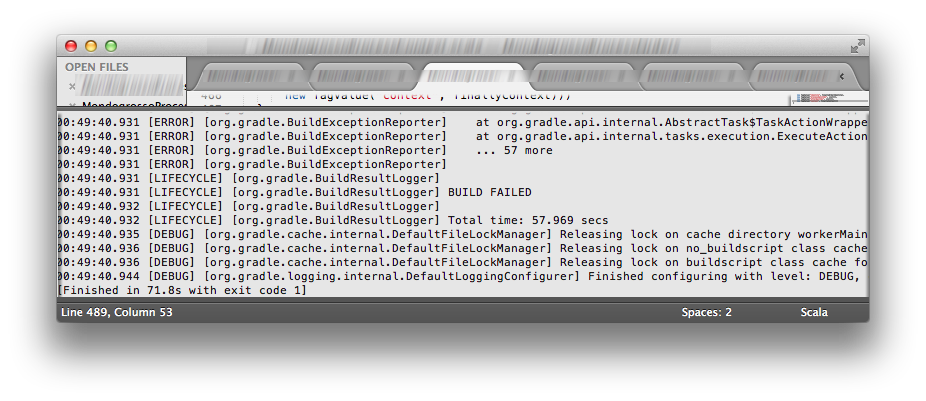 OPEN FILES
new TagValue("Context", finallyContext)))
00:49:40.931 [ERROR] [org.gradle.BuildExceptionReporter]    at org.gradle.api.internal.AbstractTask$TaskActionWrappe
00:49:40.931 [ERROR] [org.gradle.BuildExceptionReporter]    at org.gradle.api.internal.tasks.execution.ExecuteAction
00:49:40.931 [ERROR] [org.gradle.BuildExceptionReporter]    ... 57 more
00:49:40.931 [ERROR] [org.gradle.BuildExceptionReporter]
00:49:40.931 [LIFECYCLE] [org.gradle.BuildResultLogger]
00:49:40.931 [LIFECYCLE] [org.gradle.BuildResultLogger] BUILD FAILED
00:49:40.932 [LIFECYCLE] [org.gradle.BuildResultLogger]
00:49:40.932 [LIFECYCLE] [org.gradle.BuildResultLogger] Total time: 57.969 secs
00:49:40.935 [DEBUG] [org.gradle.cache.internal.DefaultFileLockManager] Releasing lock on cache directory workerMain
00:49:40.936 [DEBUG] [org.gradle.cache.internal.DefaultFileLockManager] Releasing lock on no_buildscript class cache
00:49:40.936 [DEBUG] [org.gradle.cache.internal.DefaultFileLockManager] Releasing lock on buildscript class cache fo
00:49:40.944 [DEBUG] [org.gradle.logging.internal.DefaultLoggingConfigurer] Finished configuring with level: DEBUG,
[Finished in 71.8s with exit code 1]
Line 489, Column 53 Spaces: 2 Scala